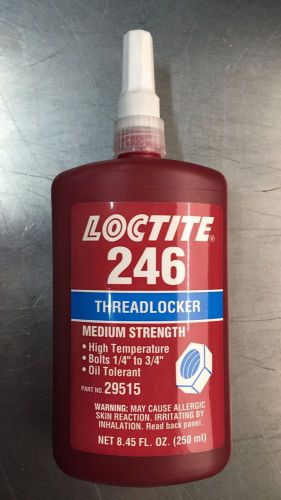 LOCTITE®
246
THREADLOCKER
MEDIUM STRENGTH
• High Temperature
• Bolts 1/4" to 3/4"
• Oil Tolerant
PART NO. 29515
WARNING: MAY CAUSE ALLERGIC
SKIN REACTION. IRRITATING BY
INHALATION. Read back panel.
NET 8.45 FL. OZ. (250 ml)